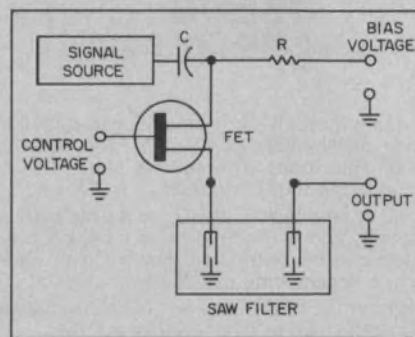 SIGNAL
SOURCE
C
R
BIAS
VOLTAGE
CONTROL
VOLTAGE
FET
OUTPUT
SAW FILTER